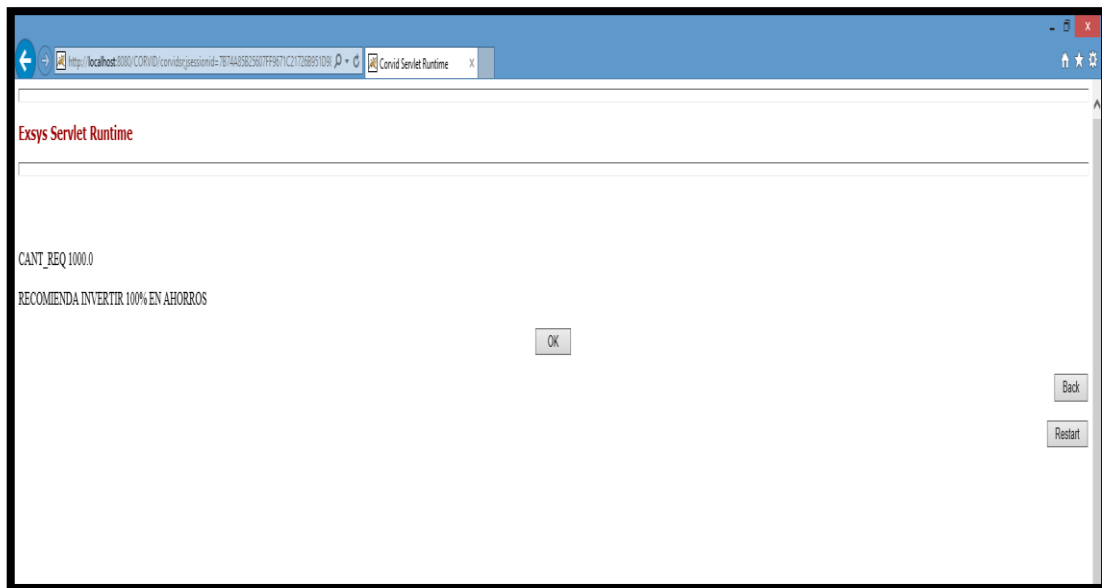 http://localhost:8080/CORVID/corvidsr;jsessionid=7B74A85B25607FF9671C21726B951D9
Corvid Servlet Runtime
X
Exsys Servlet Runtime
CANT_REQ 1000.0
RECOMIENDA INVERTIR 100% EN AHORROS
OK
Back
Restart